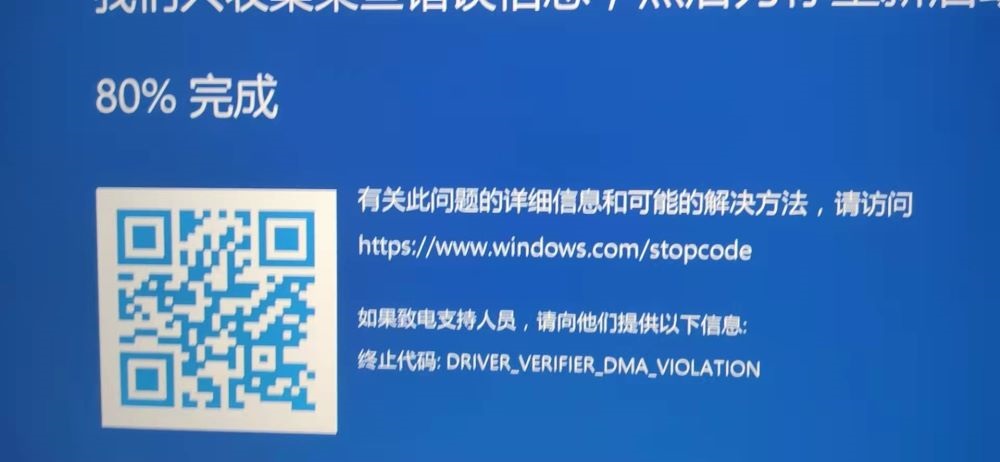 80% 完成
有关此问题的详细信息和可能的解决方法，请访问
https://www.windows.com/stopcode
如果致电支持人员，请向他们提供以下信息:
终止代码: DRIVER_VERIFIER_DMA_VIOLATION